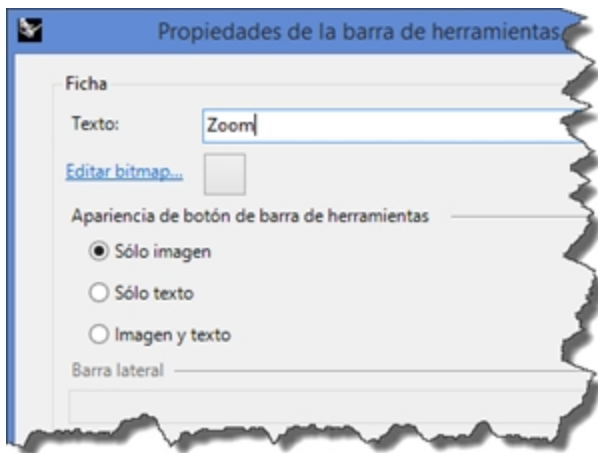 Propiedades de la barra de herramientas
Ficha
Texto: Zoom
Editar bitmap...
Apariencia de botón de barra de herramientas
Sólo imagen
Sólo texto
Imagen y texto
Barra lateral